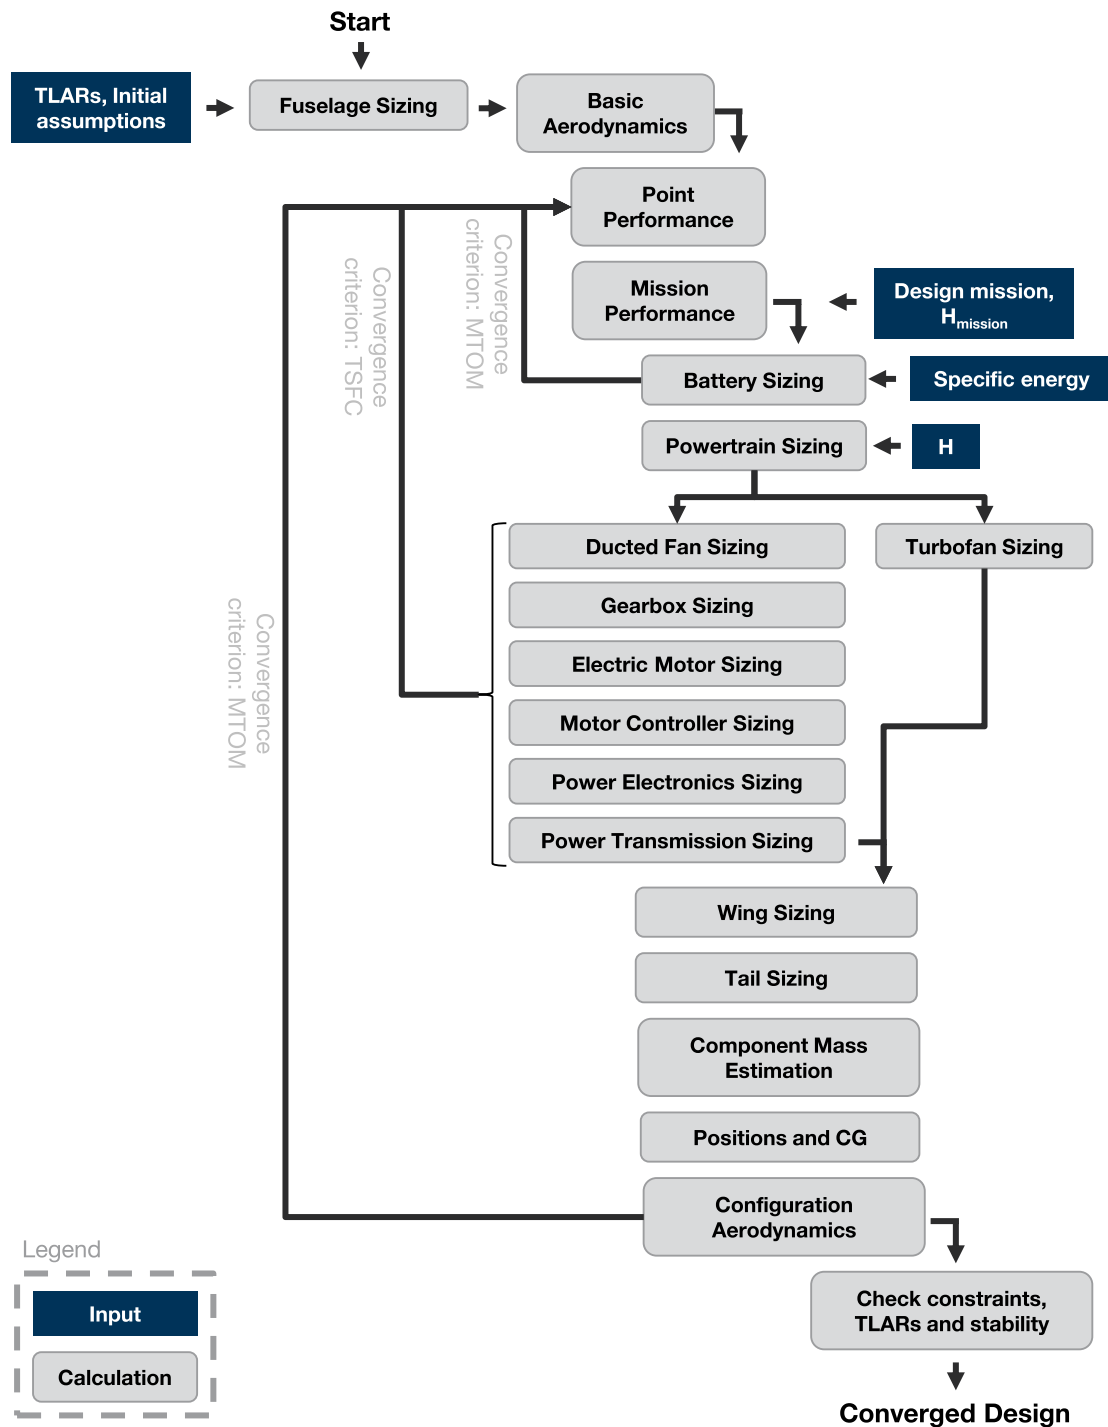 Start
TLARs, Initial
assumptions
Fuselage Sizing
Basic
Aerodynamics
Point
Performance
Convergence
criterion: MTOM
Convergence
criterion: TSFC
Mission
Performance
Design mission,
Hmission
Battery Sizing
Specific energy
Powertrain Sizing
H
Ducted Fan Sizing
Turbofan Sizing
Gearbox Sizing
Electric Motor Sizing
Convergence
criterion: MTOM
Motor Controller Sizing
Power Electronics Sizing
Power Transmission Sizing
Wing Sizing
Tail Sizing
Component Mass
Estimation
Positions and CG
Configuration
Aerodynamics
Legend
Input
Calculation
Check constraints,
TLARs and stability
Converged Design